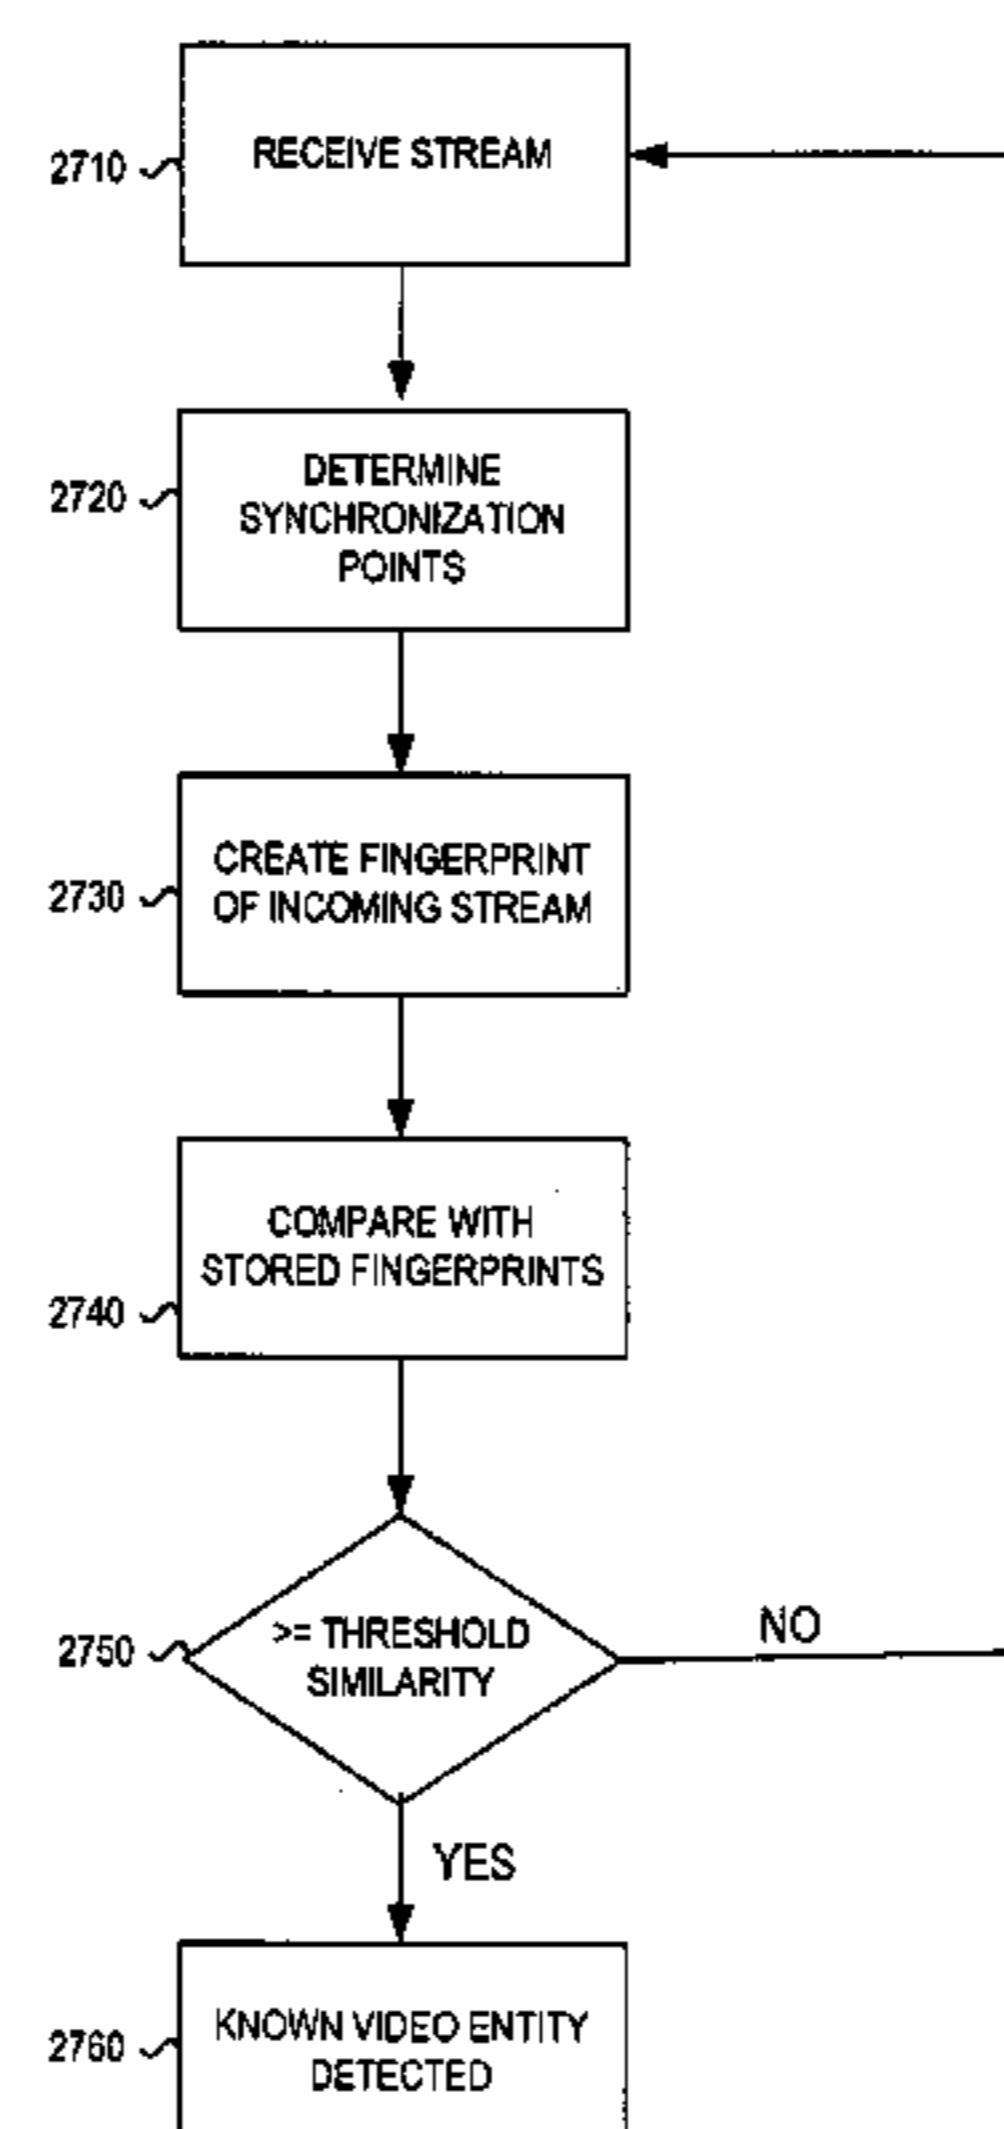 2710
RECEIVE STREAM
2720
DETERMINE
SYNCHRONIZATION
POINTS
2730
CREATE FINGERPRINT
OF INCOMING STREAM
2740
COMPARE WITH
STORED FINGERPRINTS
2750
>= THRESHOLD
SIMILARITY
NO
YES
2760
KNOWN VIDEO ENTITY
DETECTED